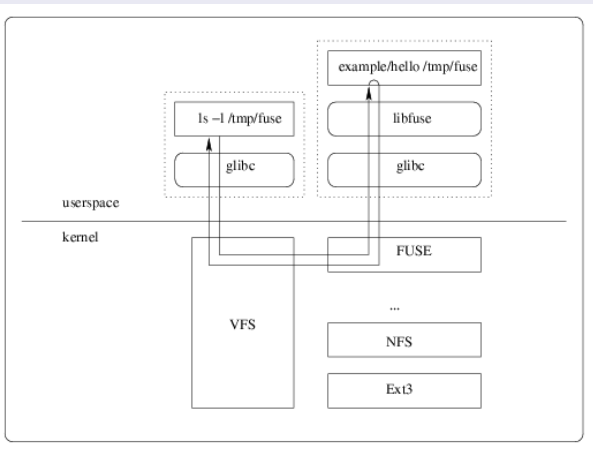 example/hello /tmp/fuse
ls –l /tmp/fuse
libfuse
glibc
glibc
userspace
kernel
FUSE
...
VFS
NFS
Ext3